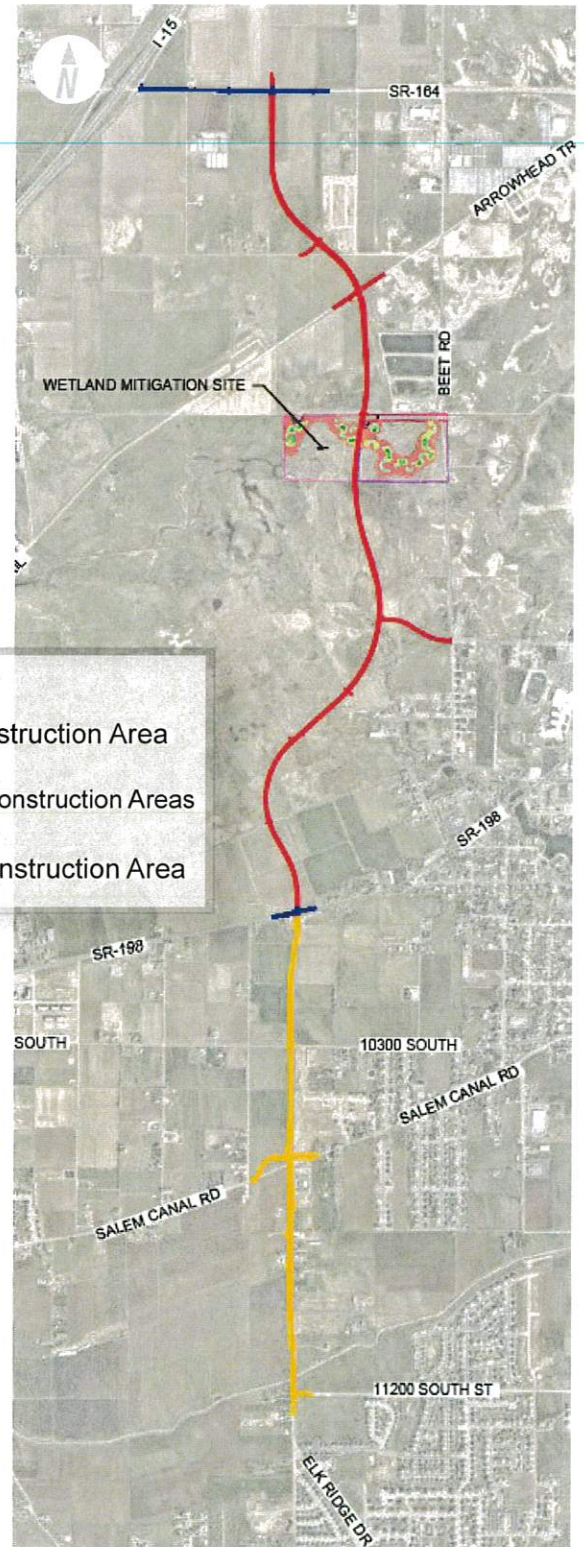 I-15
N
SR-164
ARROWHEAD TR
WETLAND MITIGATION SITE
BEET RD
struction Area
onstruction Areas
nstruction Area
SR-198
SR-198
SOUTH
10300 SOUTH
SALEM CANAL RD
SALEM CANAL RD
11200 SOUTH ST
ELK RIDGE DR